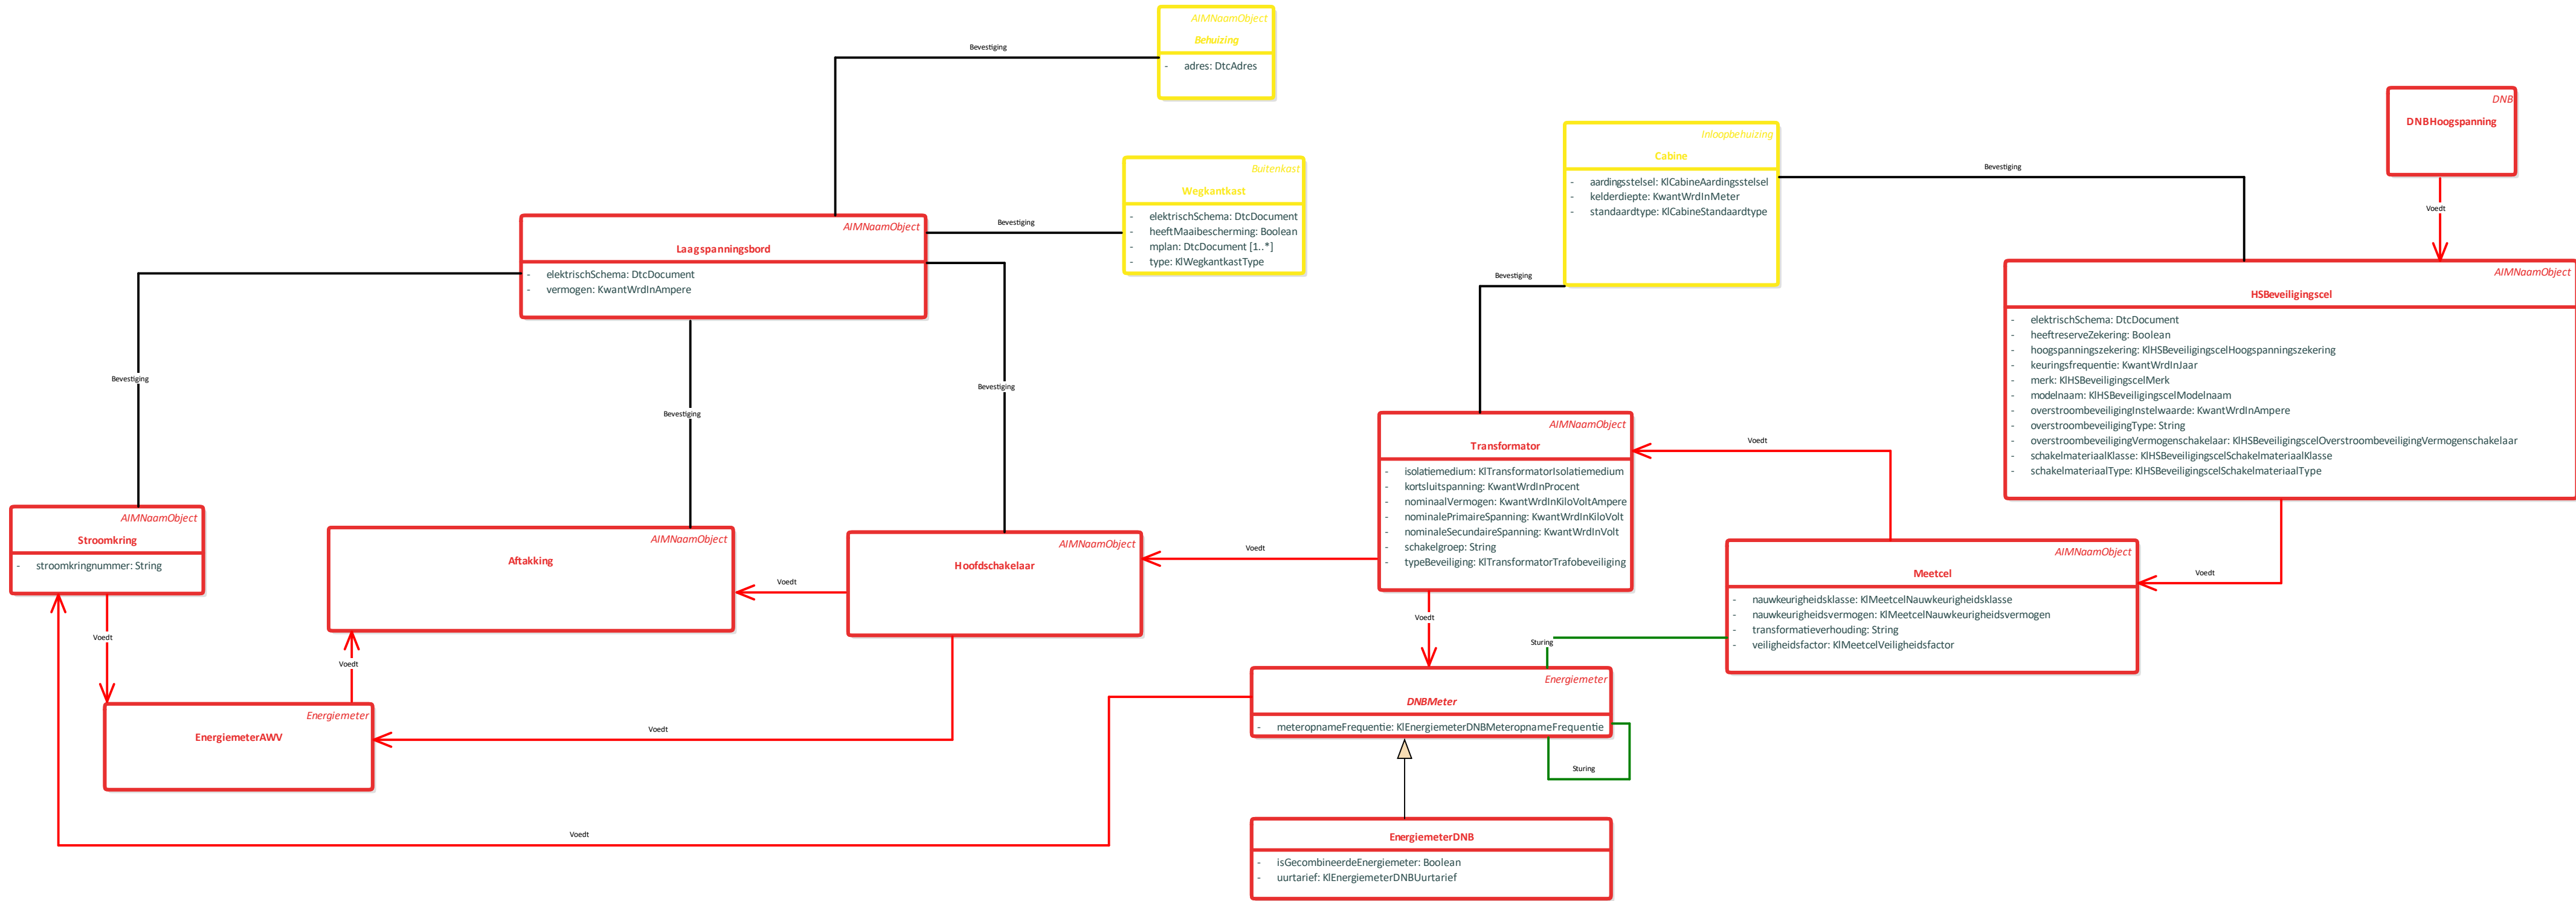 AIMNaamObject
Behuizing
- adres: DtcAdres
Bevestiging
DNB
DNBHoogspanning
Voedt
Inloopbehuizing
Cabine
- aardingsstelsel: KlCabineAardingsstelsel
- kelderdiepte: KwantWrdInMeter
- standaardtype: KlCabineStandaardtype
Bevestiging
Bevestiging
Buitenkast
Wegkantkast
- elektrischSchema: DtcDocument
- heeftMaaibescherming: Boolean
- mplan: DtcDocument [1..*]
- type: KlWegkantkastType
Bevestiging
AIMNaamObject
Laagspanningsbord
- elektrischSchema: DtcDocument
- vermogen: KwantWrdInAmpere
Bevestiging
Bevestiging
Bevestiging
AIMNaamObject
HSBeveiligingscel
- elektrischSchema: DtcDocument
- heeftreserveZekering: Boolean
- hoogspanningszekering: KlHSBeveiligingscelHoogspanningszekering
- keuringsfrequentie: KwantWrdInJaar
- merk: KlHSBeveiligingscelMerk
- modelnaam: KlHSBeveiligingscelModelnaam
- overstroombeveiligingInstelwaarde: KwantWrdInAmpere
- overstroombeveiligingType: String
- overstroombeveiligingVermogenschakelaar: KlHSBeveiligingscelOverstroombeveiligingVermogenschakelaar
- schakelmateriaalKlasse: KlHSBeveiligingscelSchakelmateriaalKlasse
- schakelmateriaalType: KlHSBeveiligingscelSchakelmateriaalType
AIMNaamObject
Transformator
- isolatiemedium: KlTransformatorIsolatiemedium
- kortsluitspanning: KwantWrdInProcent
- nominaalVermogen: KwantWrdInKiloVoltAmpere
- nominalePrimaireSpanning: KwantWrdInKiloVolt
- nominaleSecundaireSpanning: KwantWrdInVolt
- schakelgroep: String
- typeBeveiliging: KlTransformatorTrafobeveiliging
Voedt
Voedt
AIMNaamObject
Stroomkring
- stroomkringnummer: String
AIMNaamObject
Aftakking
AIMNaamObject
Hoofdschakelaar
Voedt
Voedt
AIMNaamObject
Meetcel
- nauwkeurigheidsklasse: KlMeetcelNauwkeurigheidsklasse
- nauwkeurigheidsvermogen: KlMeetcelNauwkeurigheidsvermogen
- transformatieverhouding: String
- veiligheidsfactor: KlMeetcelVeiligheidsfactor
Voedt
Voedt
Voedt
Sturing
Energiemeter
EnergiemeterAWV
Voedt
Energiemeter
DNBMeter
- meteropnameFrequentie: KlEnergiemeterDNBMeteropnameFrequentie
Sturing
Voedt
EnergiemeterDNB
- isGecombineerdeEnergiemeter: Boolean
- uurtarief: KlEnergiemeterDNBUurtarief